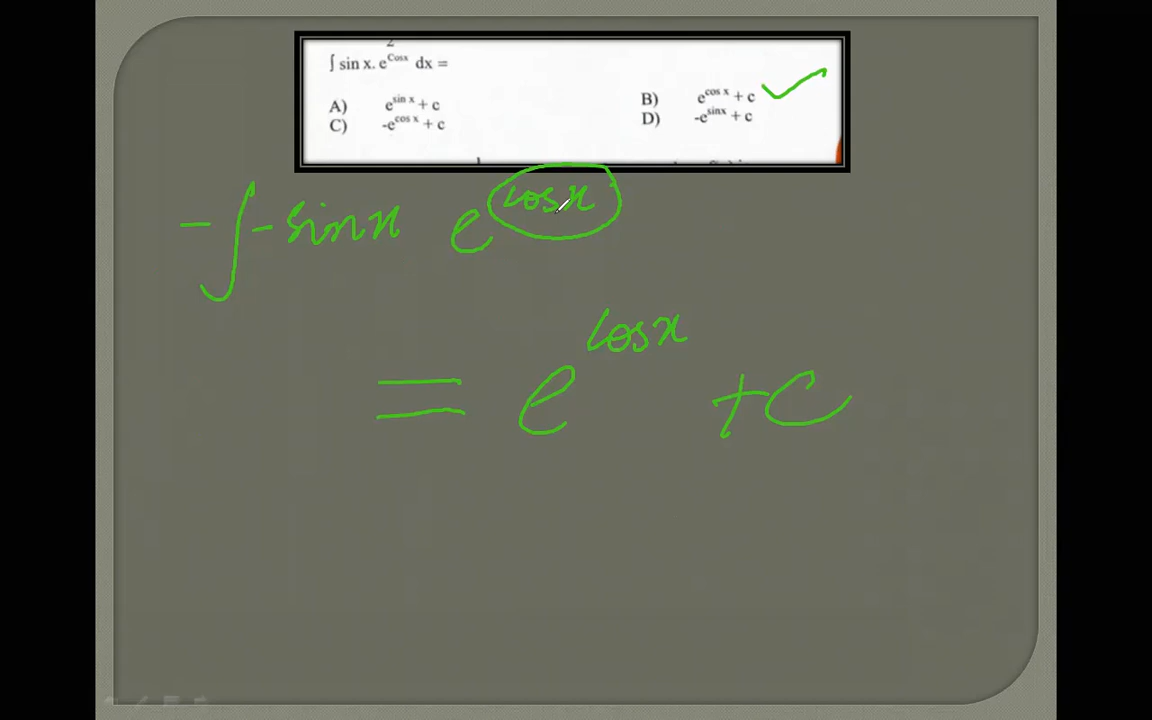 ∫ sin x. e^Cosx dx =
A) e^sin x + c B) e^cos x + c
C) -e^cos x + c D) -e^sinx + c
-∫-sinx e^cosx
= e^cosx +c